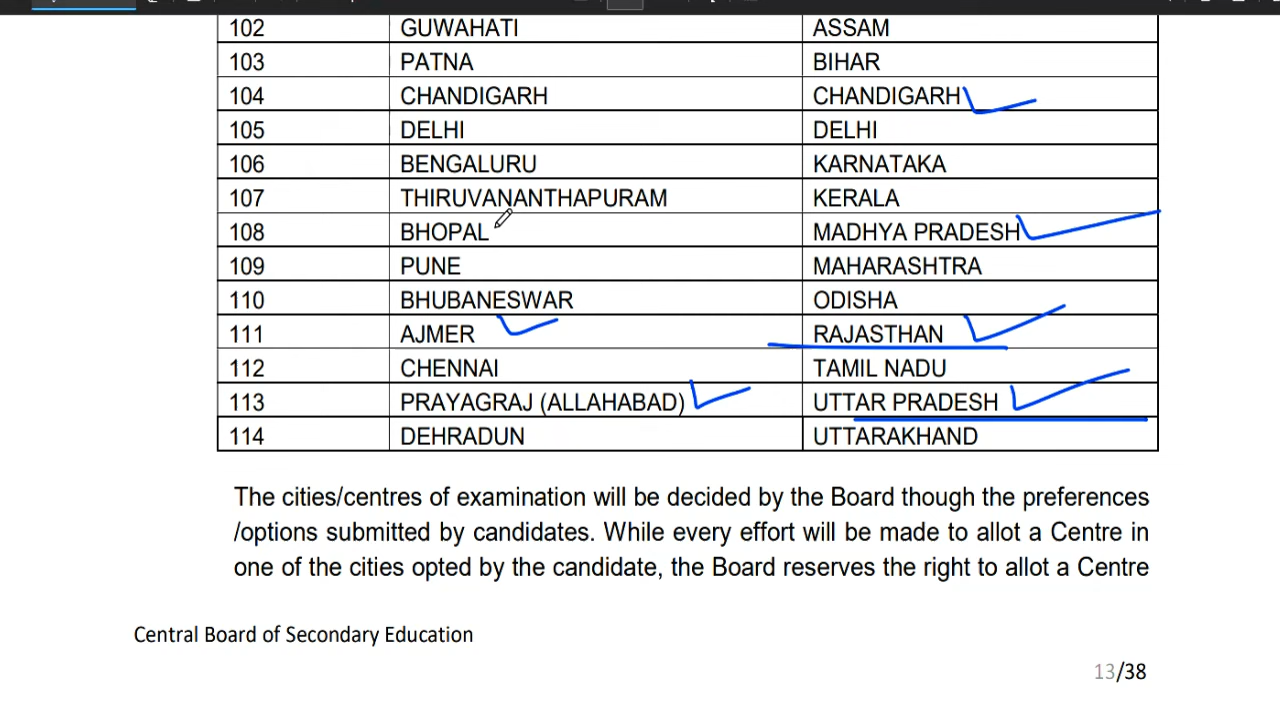 102 GUWAHATI ASSAM
103 PATNA BIHAR
104 CHANDIGARH CHANDIGARH
105 DELHI DELHI
106 BENGALURU KARNATAKA
107 THIRUVANANTHAPURAM KERALA
108 BHOPAL MADHYA PRADESH
109 PUNE MAHARASHTRA
110 BHUBANESWAR ODISHA
111 AJMER RAJASTHAN
112 CHENNAI TAMIL NADU
113 PRAYAGRAJ (ALLAHABAD) UTTAR PRADESH
114 DEHRADUN UTTARAKHAND
The cities/centres of examination will be decided by the Board though the preferences
/options submitted by candidates. While every effort will be made to allot a Centre in
one of the cities opted by the candidate, the Board reserves the right to allot a Centre
Central Board of Secondary Education
13/38